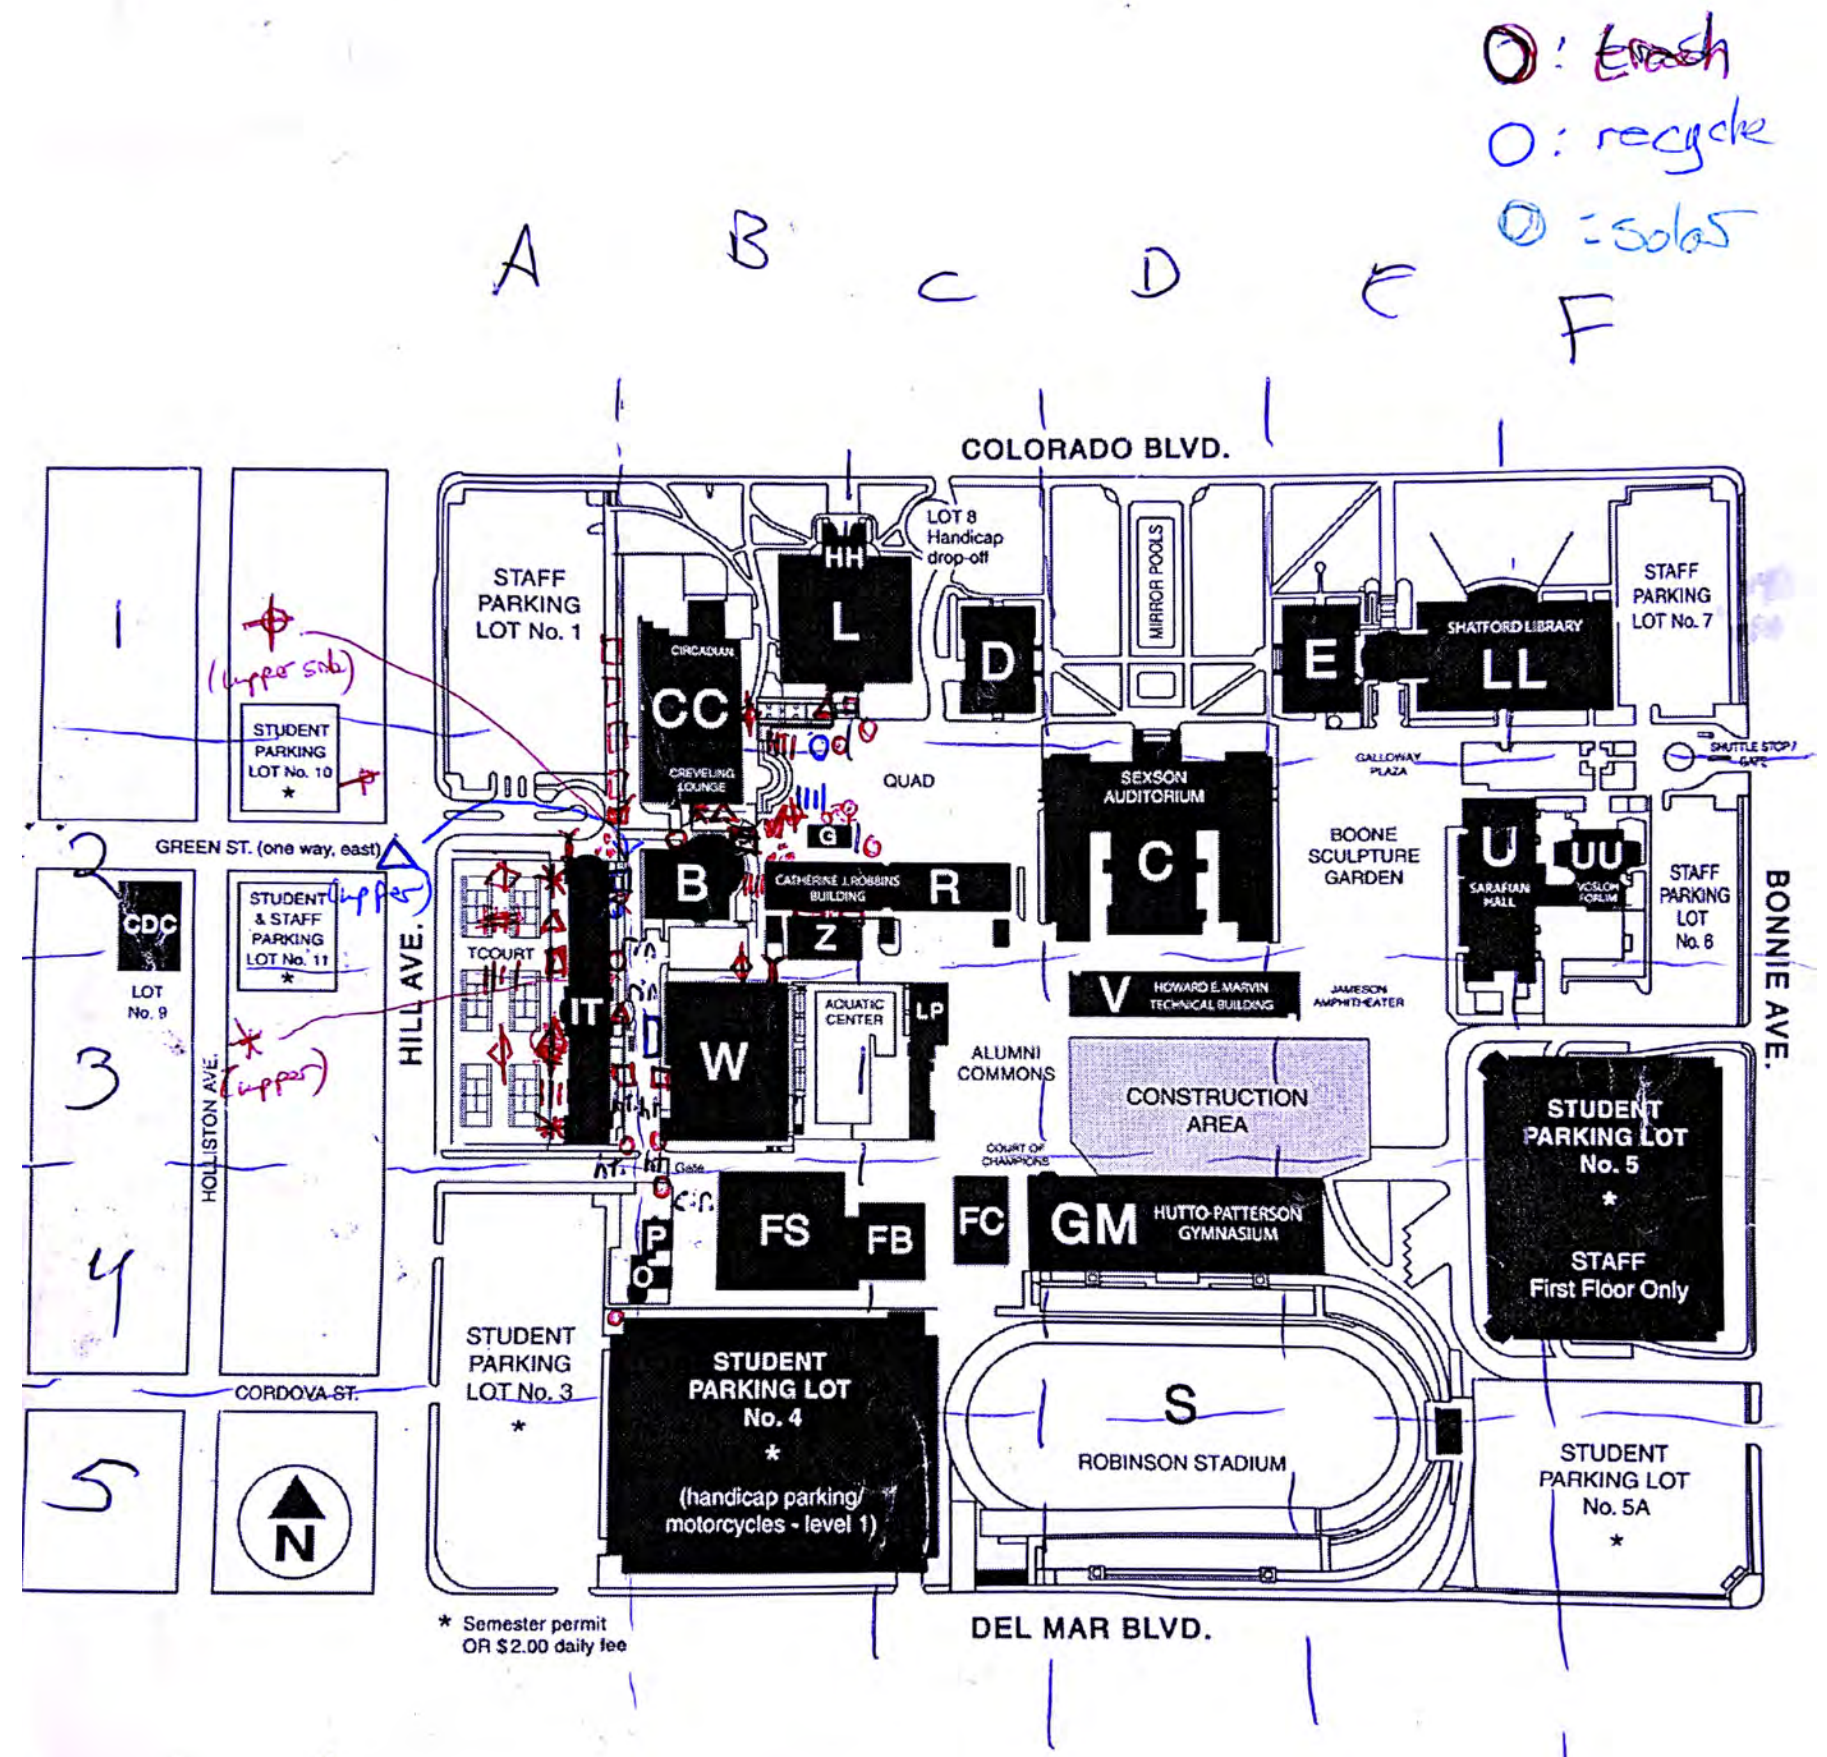 O: trash
O: recycle
O = solar
A
B
C
D
E
F
COLORADO BLVD.
LOT 8
Handicap
drop-off
HH
L
MIRROR POOLS
STAFF
PARKING
LOT No. 1
1
(upper side)
CIRCADIAN
CC
CREVELING
LOUNGE
D
E
SHATFORD LIBRARY
LL
STAFF
PARKING
LOT No. 7
STUDENT
PARKING
LOT No. 10
*
QUAD
SEXSON
AUDITORIUM
C
GALLOWAY
PLAZA
SHUTTLE STOP /
GATE
2
GREEN ST. (one way, east)
(upper)
G
B
CATHERINE J. ROBBINS
BUILDING
R
Z
BOONE
SCULPTURE
GARDEN
U
SARAFIAN
HALL
UU
VOSLOH
FORUM
STAFF
PARKING
LOT
No. 6
BONNIE AVE.
CDC
LOT
No. 9
STUDENT
& STAFF
PARKING
LOT No. 11
*
HILL AVE.
TCOURT
IT
3
(upper)
HOLLISTON AVE.
W
AQUATIC
CENTER
LP
ALUMNI
COMMONS
V
HOWARD E. MARVIN
TECHNICAL BUILDING
JAMESON
AMPHITHEATER
CONSTRUCTION
AREA
COURT OF
CHAMPIONS
STUDENT
PARKING LOT
No. 5
*
STAFF
First Floor Only
Gate
P
O
FS
FB
FC
GM
HUTTO-PATTERSON
GYMNASIUM
4
STUDENT
PARKING
LOT No. 3
*
CORDOVA ST.
STUDENT
PARKING LOT
No. 4
*
(handicap parking/
motorcycles - level 1)
S
ROBINSON STADIUM
STUDENT
PARKING LOT
No. 5A
*
5
N
* Semester permit
OR $2.00 daily fee
DEL MAR BLVD.